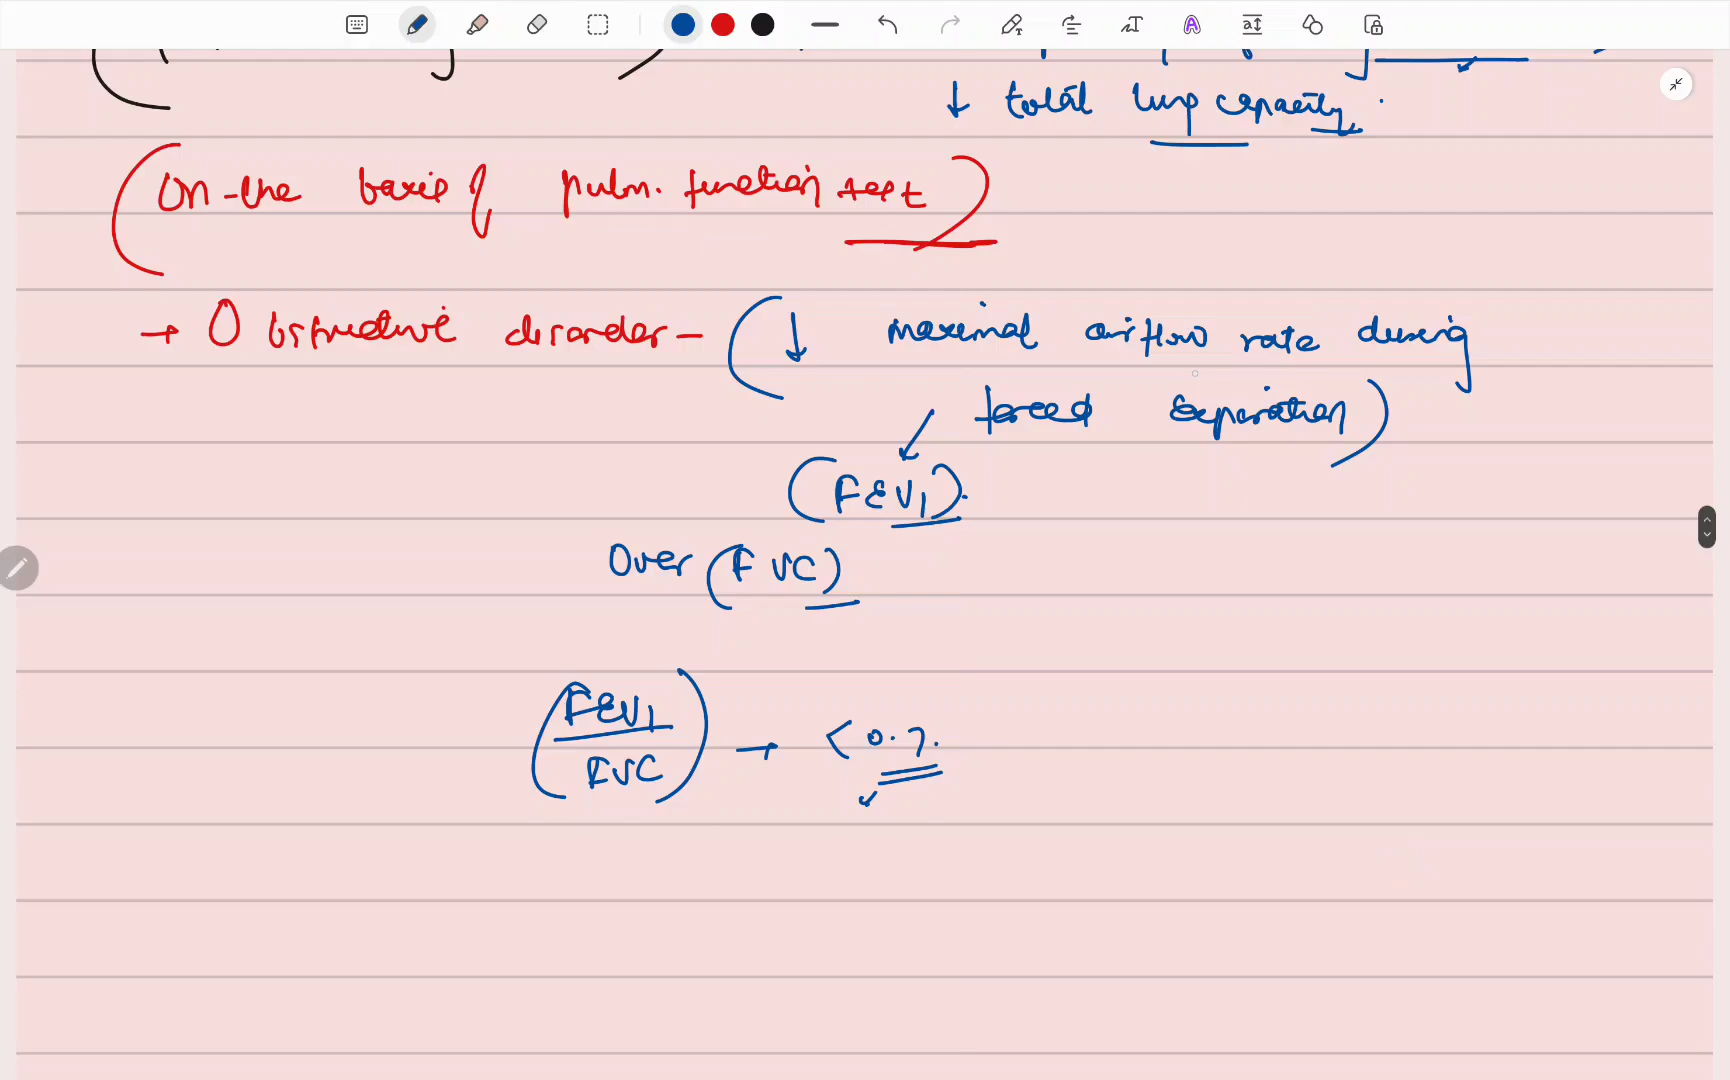 ↓ total lung capacity.
(On the basis of pulm. function test)
→ Obstructive disorder - (↓ maximal airflow rate during
forced expiration)
(FEV1).
Over (FVC)
(FEV1
FVC) → < 0.7.